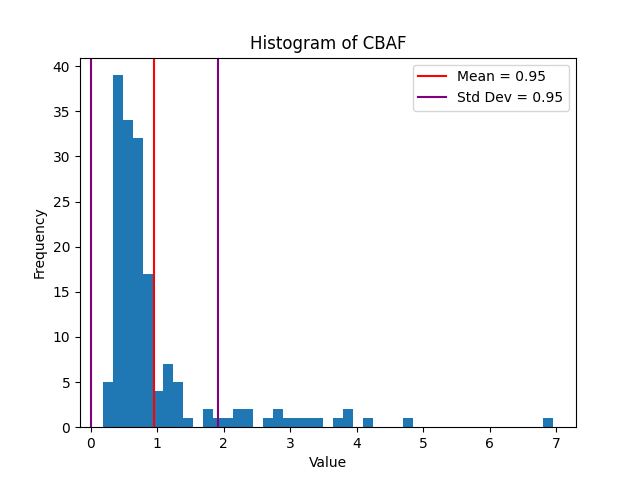 Histogram of CBAF
Mean = 0.95
Std Dev = 0.95
40
35
30
25
20
15
10
5
0
Frequency
0 1 2 3 4 5 6 7
Value